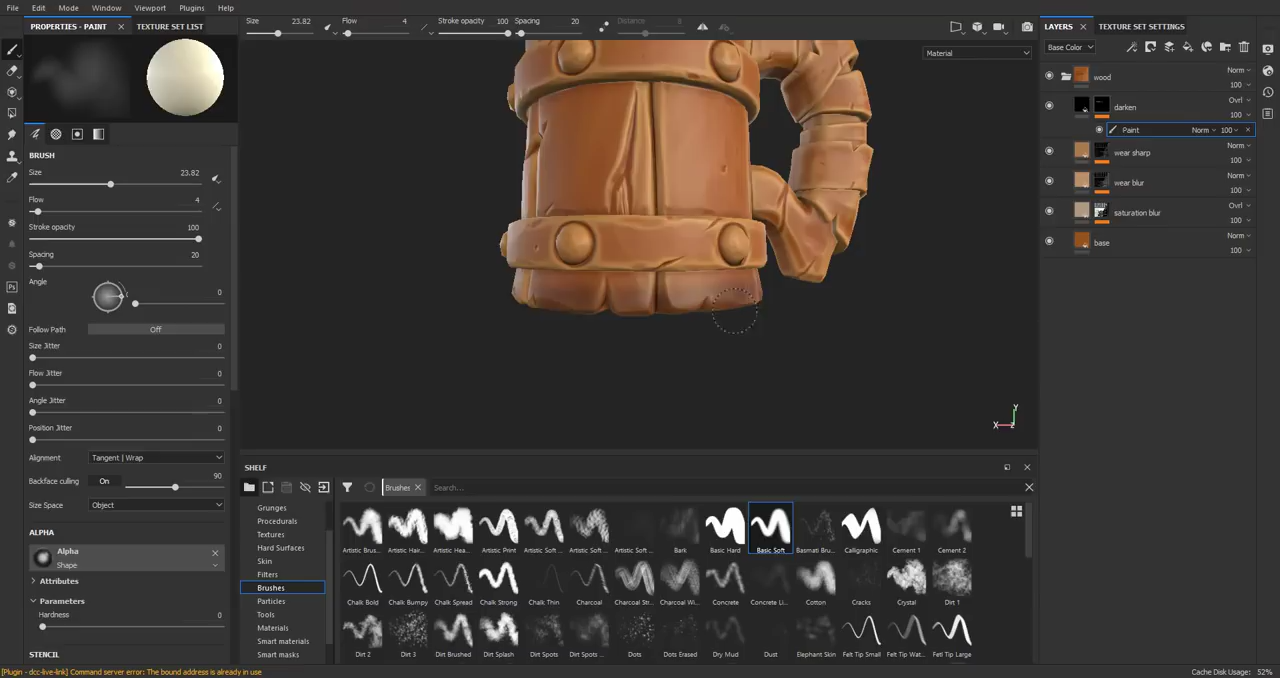 File Edit Mode Window Viewport Plugins Help
PROPERTIES - PAINT × TEXTURE SET LIST
Size 23.82 Flow 4 Stroke opacity 100 Spacing 20 Distance 8
LAYERS × TEXTURE SET SETTINGS
Base Color
Material
wood Norm 100
darken Ovrl 100
Paint Norm 100 ×
wear sharp Norm 100
wear blur Norm 100
saturation blur Ovrl 100
base Norm 100
BRUSH
Size 23.82
Flow 4
Stroke opacity 100
Spacing 20
Angle 0
Follow Path Off
Size Jitter 0
Flow Jitter 0
Angle Jitter 0
Position Jitter 0
Alignment Tangent | Wrap
Backface culling On 90
Size Space Object
ALPHA
Alpha
Shape
Attributes
Parameters
Hardness 0
STENCIL
Y
X Z
SHELF
Brushes × Search...
Grunges
Procedurals
Textures
Hard Surfaces
Skin
Filters
Brushes
Particles
Tools
Materials
Smart materials
Smart masks
Artistic Brus... Artistic Hair... Artistic Hea... Artistic Print Artistic Soft ... Artistic Soft ... Artistic Soft ... Bark Basic Hard Basic Soft Basmati Bru... Calligraphic Cement 1 Cement 2
Chalk Bold Chalk Bumpy Chalk Spread Chalk Strong Chalk Thin Charcoal Charcoal Str... Charcoal Wi... Concrete Concrete Li... Cotton Cracks Crystal Dirt 1
Dirt 2 Dirt 3 Dirt Brushed Dirt Splash Dirt Spots Dirt Spots ... Dots Dots Erased Dry Mud Dust Elephant Skin Felt Tip Small Felt Tip Wat... Felt Tip Large
[Plugin - dcc-live-link] Command server error: The bound address is already in use
Cache Disk Usage: 52%